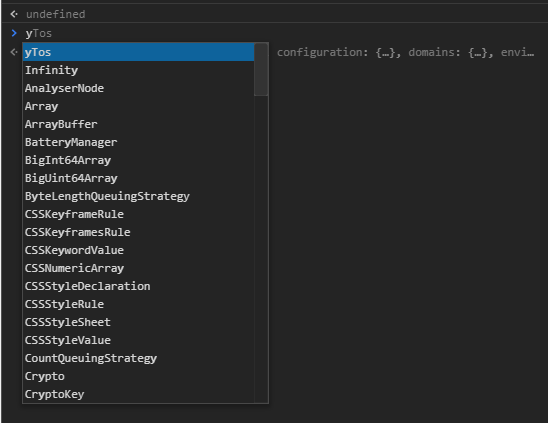 undefined
yTos
yTos configuration: {…}, domains: {…}, envi…
Infinity
AnalyserNode
Array
ArrayBuffer
BatteryManager
BigInt64Array
BigUint64Array
ByteLengthQueuingStrategy
CSSKeyframeRule
CSSKeyframesRule
CSSKeywordValue
CSSNumericArray
CSSStyleDeclaration
CSSStyleRule
CSSStyleSheet
CSSStyleValue
CountQueuingStrategy
Crypto
CryptoKey